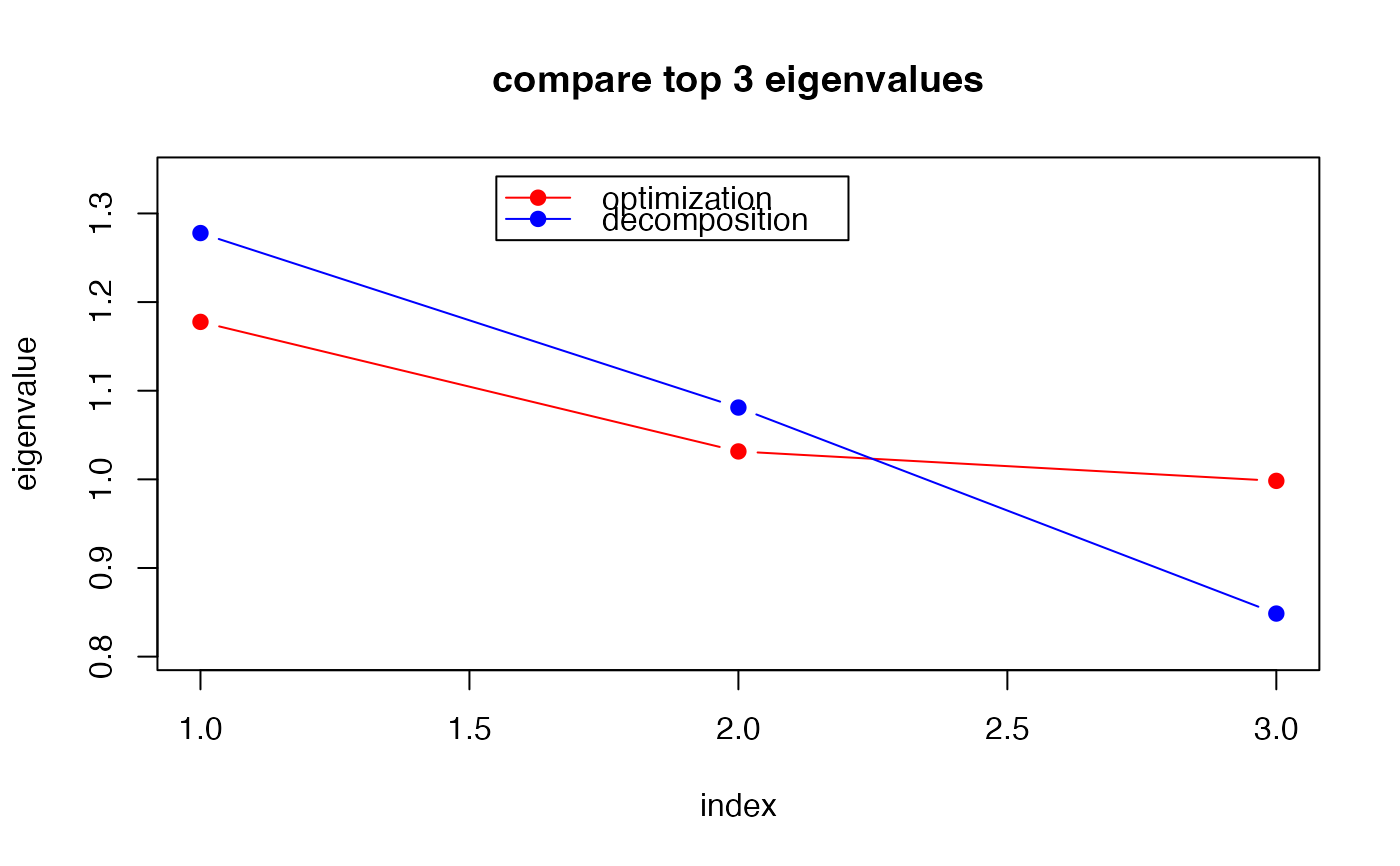 compare top 3 eigenvalues
optimization
decomposition
eigenvalue
1.3
1.2
1.1
1.0
0.9
0.8
1.0 1.5 2.0 2.5 3.0
index